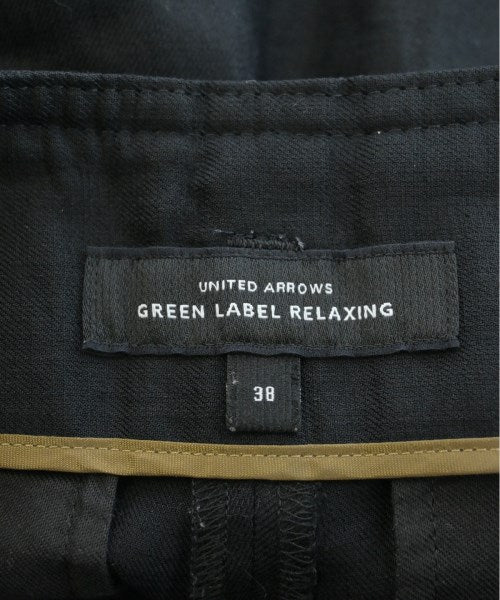 UNITED ARROWS
GREEN LABEL RELAXING
38